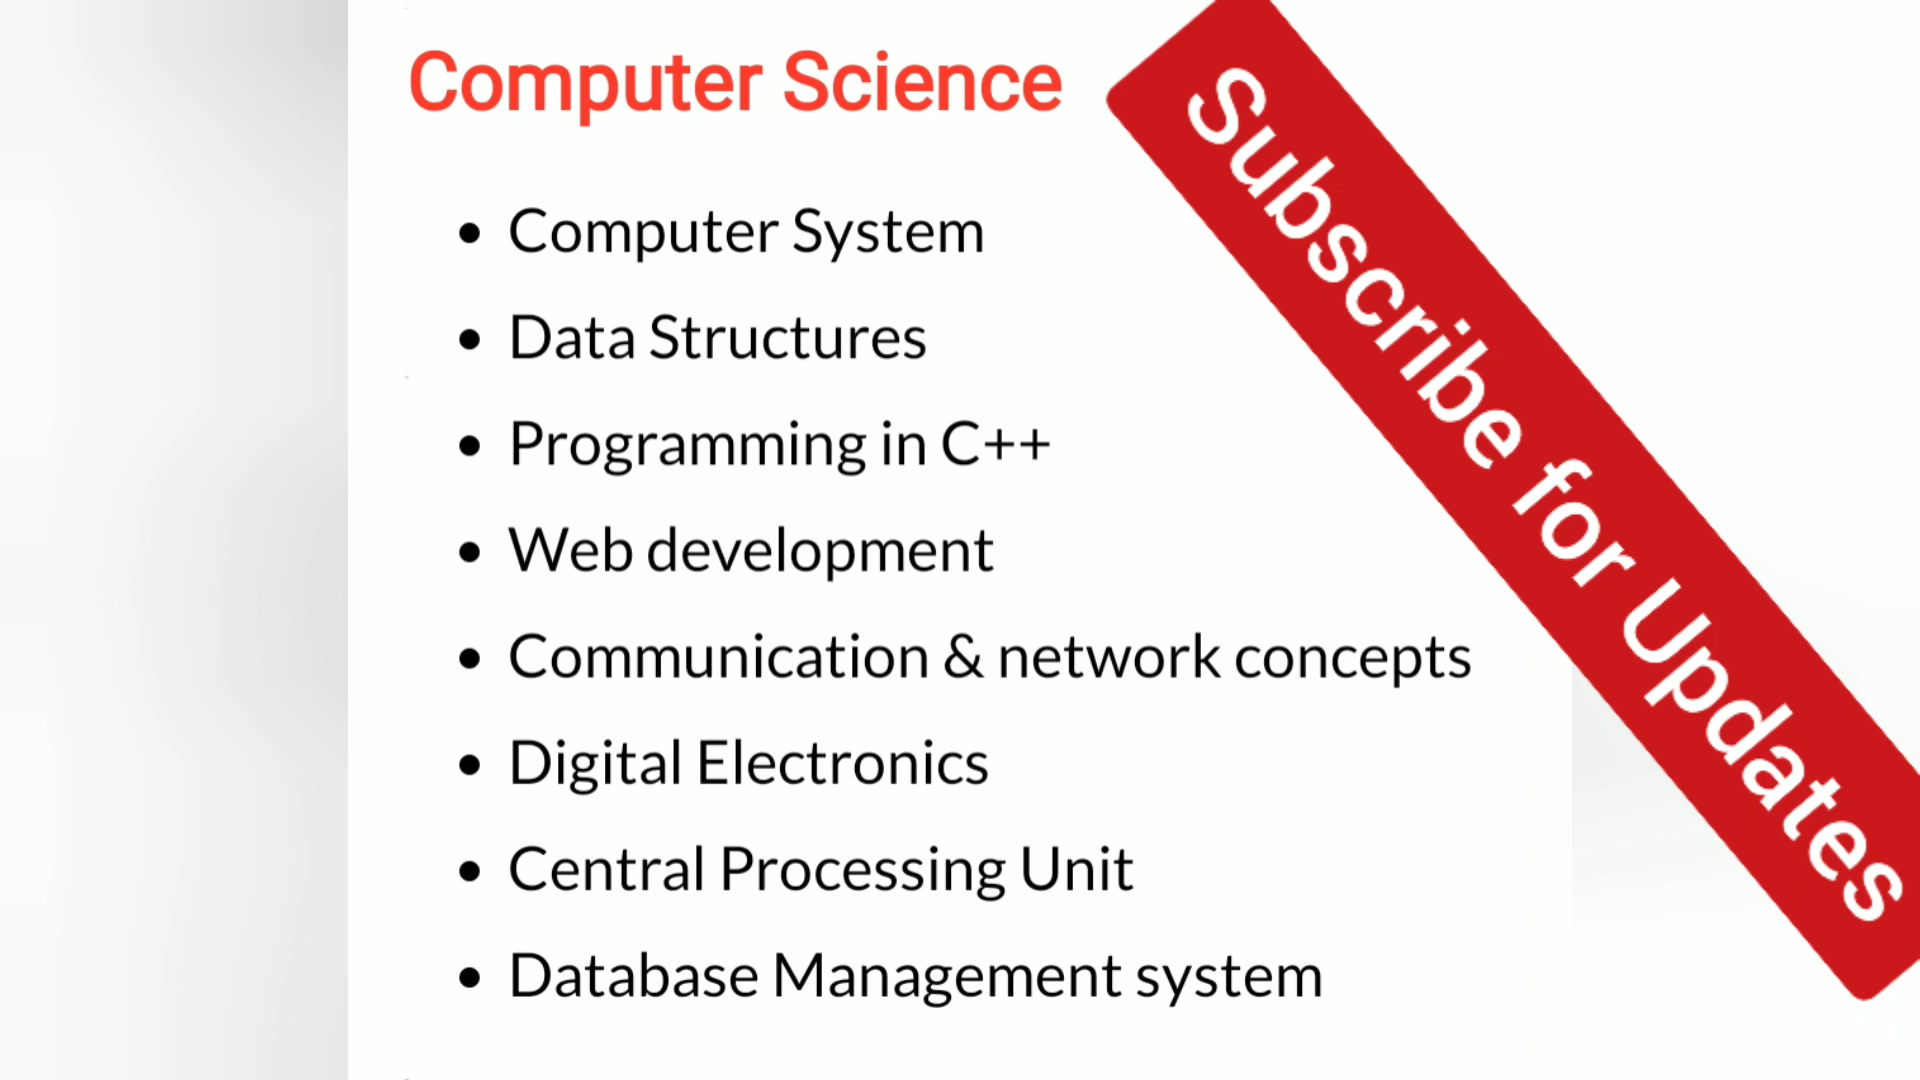 Computer Science
Computer System
Data Structures
Programming in C++
Web development
Communication & network concepts
Digital Electronics
Central Processing Unit
Database Management system
Subscribe for Updates